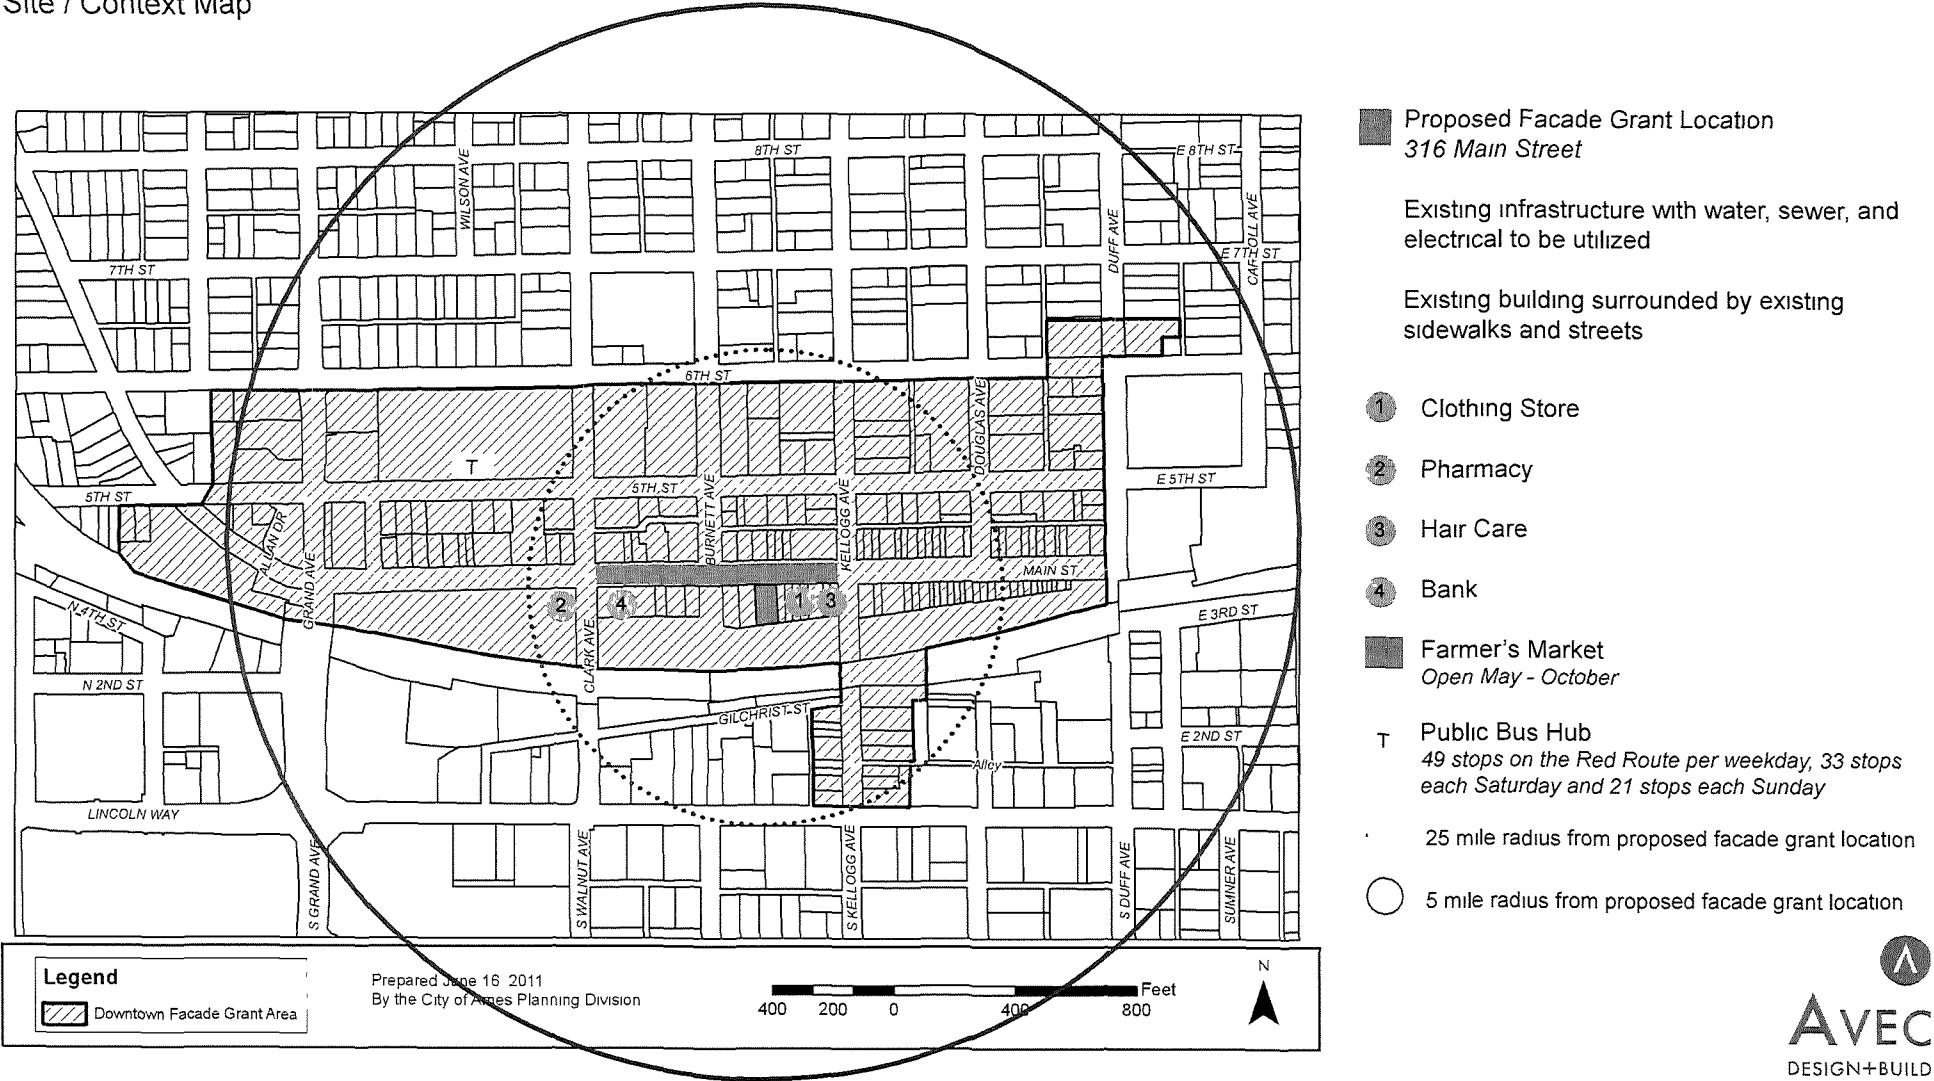 Site / Context Map
8TH ST
E 8TH ST
WILSON AVE
DUFF AVE
CARROLL AVE
7TH ST
E 7TH ST
6TH ST
DOUGLAS AVE
T
5TH ST
5TH ST
BURNETT AVE
KELLOGG AVE
E 5TH ST
ALLAN DR
GRAND AVE
MAIN ST
2
4
1
3
N 4TH ST
CLARK AVE
E 3RD ST
N 2ND ST
GILCHRIST ST
E 2ND ST
Alley
LINCOLN WAY
S GRAND AVE
S WALNUT AVE
S KELLOGG AVE
S DUFF AVE
SUMNER AVE
Legend
Downtown Facade Grant Area
Prepared June 16 2011
By the City of Ames Planning Division
400 200 0 400 800
Feet
N
Proposed Facade Grant Location
316 Main Street
Existing infrastructure with water, sewer, and
electrical to be utilized
Existing building surrounded by existing
sidewalks and streets
1 Clothing Store
2 Pharmacy
3 Hair Care
4 Bank
Farmer's Market
Open May - October
T Public Bus Hub
49 stops on the Red Route per weekday, 33 stops
each Saturday and 21 stops each Sunday
25 mile radius from proposed facade grant location
5 mile radius from proposed facade grant location
AVEC
DESIGN+BUILD